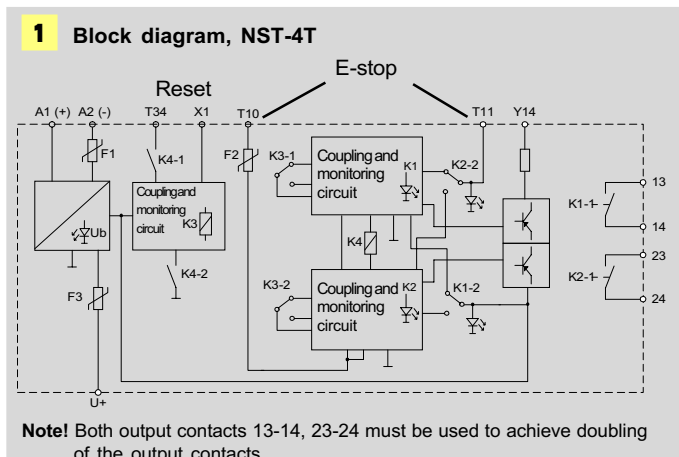 1 Block diagram, NST-4T
E-stop
Reset
A1 (+) A2 (-) T34 X1 T10 T11 Y14
F1
K4-1
F2
K3-1
Coupling and
monitoring
circuit
K1
K2-2
13
K1-1
14
Coupling and
monitoring
circuit
K3
Ub
K4
23
K2-1
24
K4-2
F3
K3-2
Coupling and
monitoring
circuit
K2
K1-2
U+
Note! Both output contacts 13-14, 23-24 must be used to achieve doubling
of the output contacts